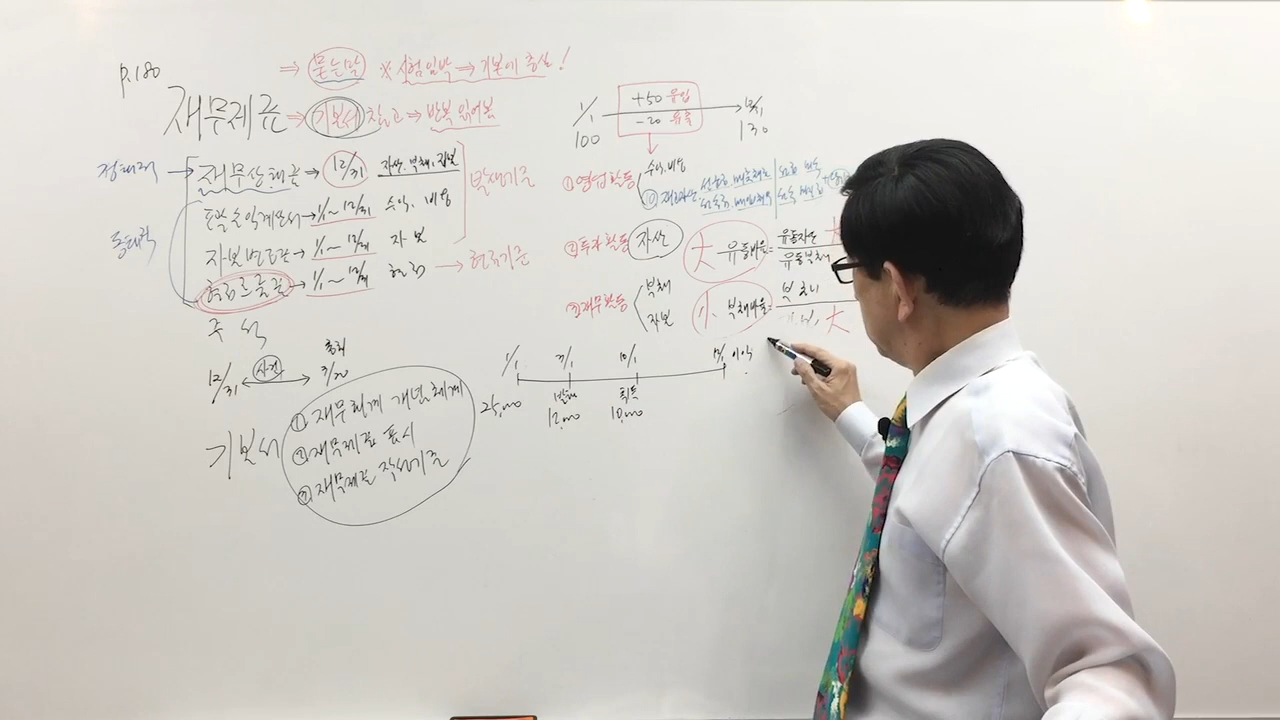 p.180
⇒ 묻는말 ※ 시험임박 ⇒ 기본에 충실!
재무제표 ⇒ 기본서 참고 ⇒ 반복 읽어봄
정태적 → 재무상태표 → 12/31 자산, 부채, 자본
포괄손익계산서 → 1/1 ~ 12/31 수익, 비용
발생기준
동태적
자본변동표 → 1/1 ~ 12/31 자본
현금흐름표 → 1/1 ~ 12/31 현금 → 현금기준
주석
12/31 사건 3/20
기본서
① 재무회계 개념체계
② 재무제표 표시
③ 재무제표 작성기준
1/1 +50 유입 12/31
100 -20 유출 130
① 영업활동 수익, 비용
② 투자활동 자산 大 유동비율 = 유동자산 / 유동부채
③ 재무활동 부채 자본 小 부채비율 = 부채 / 大
1/1 7/1 10/1 이익
25,000 12,000 취득 10,000